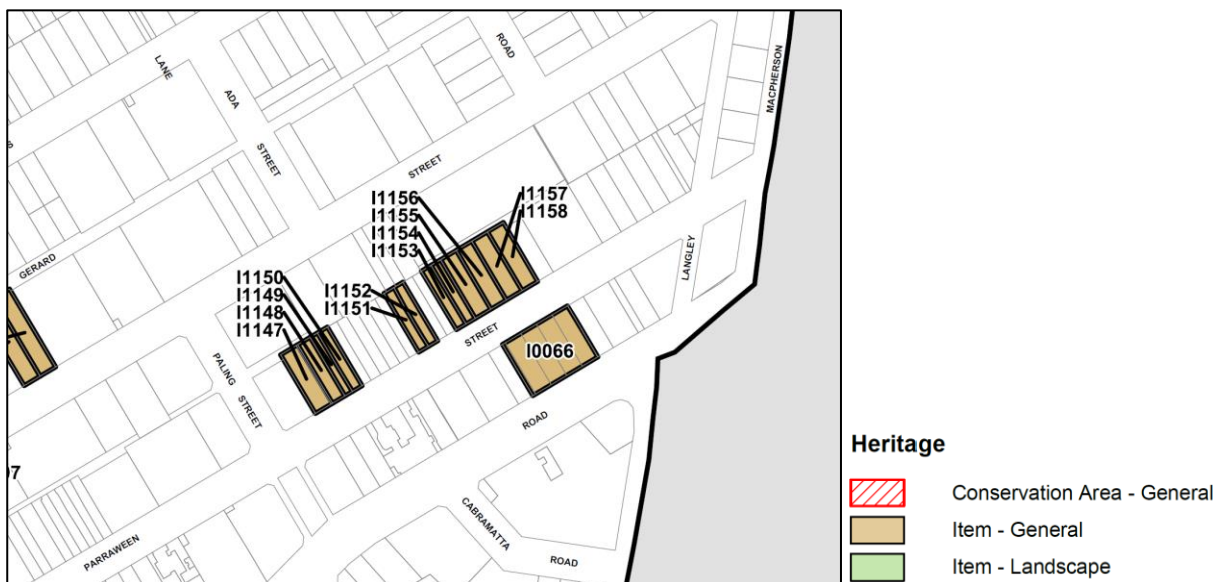 LANE
ROAD
MACPHERSON
ADA
STREET
STREET
GERARD
I1156
I1155
I1154
I1153
I1157
I1158
I1150
I1149
I1148
I1147
I1152
I1151
LANGLEY
STREET
I0066
PALING
STREET
ROAD
97
CABRAMATTA
ROAD
PARRAWEEN
Heritage
Conservation Area - General
Item - General
Item - Landscape